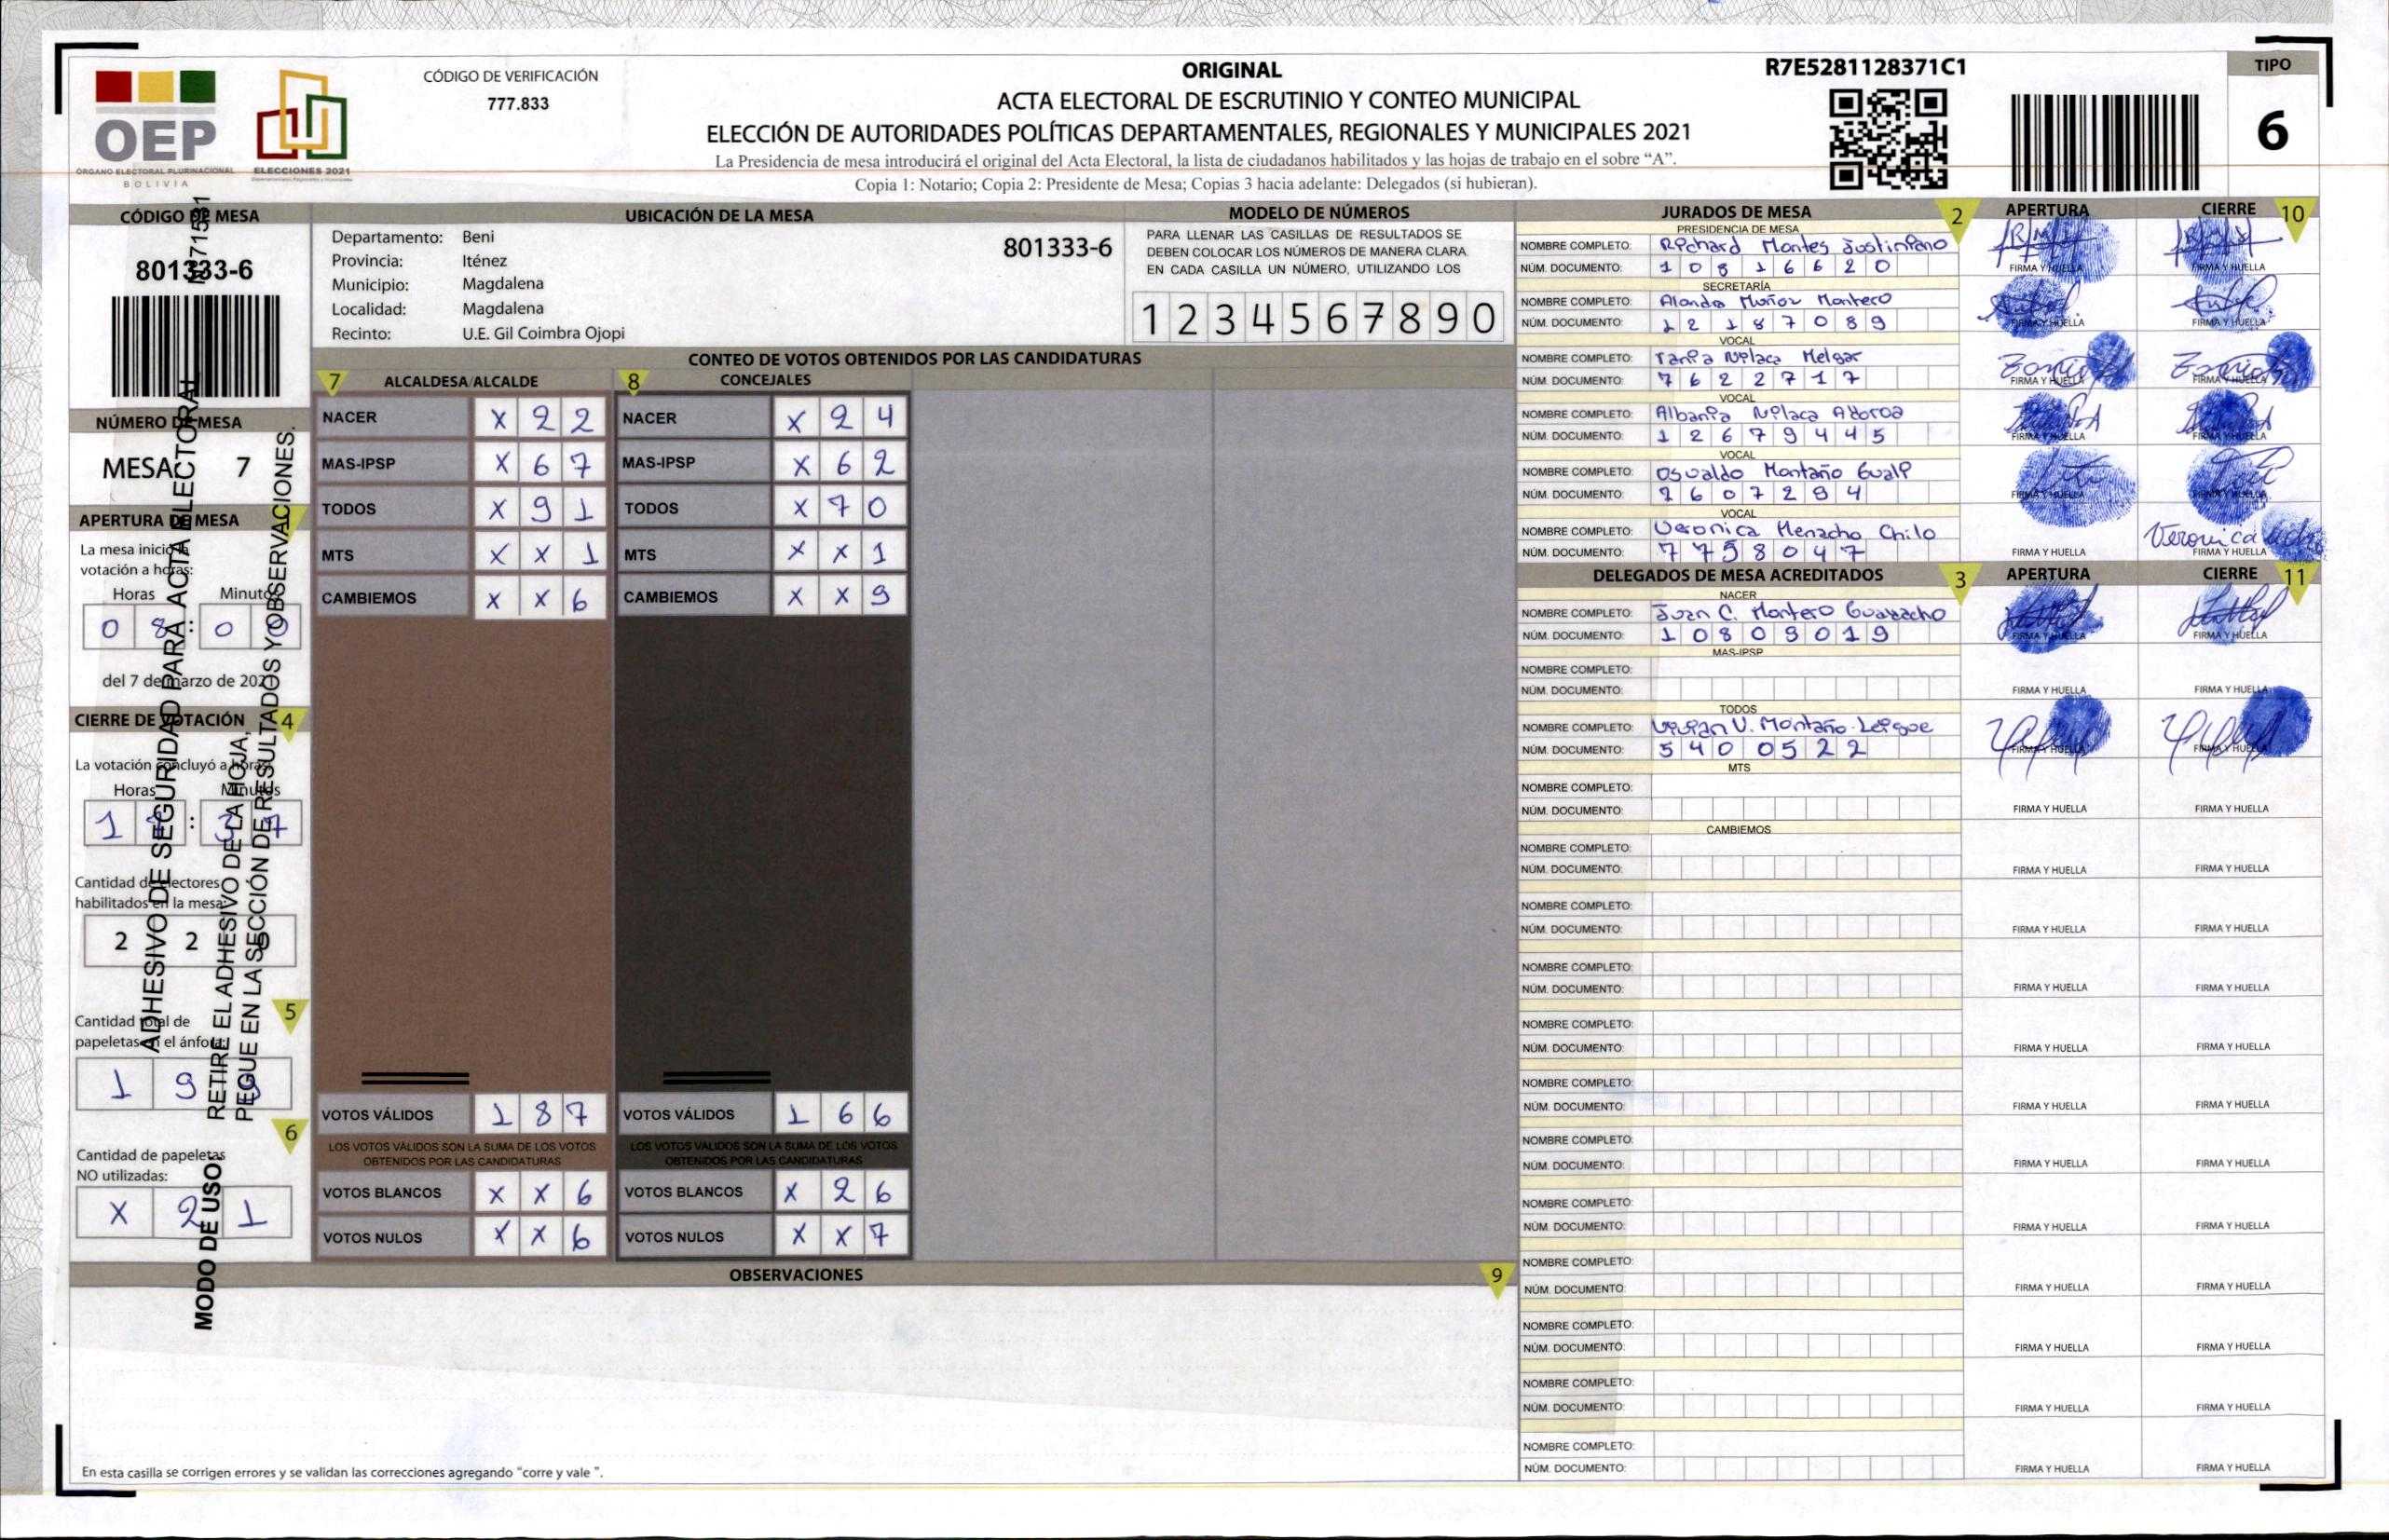 CÓDIGO DE VERIFICACIÓN
777.833
OEP
ÓRGANO ELECTORAL PLURINACIONAL
BOLIVIA
ELECCIONES 2021
ORIGINAL
ACTA ELECTORAL DE ESCRUTINIO Y CONTEO MUNICIPAL
ELECCIÓN DE AUTORIDADES POLÍTICAS DEPARTAMENTALES, REGIONALES Y MUNICIPALES 2021
La Presidencia de mesa introducirá el original del Acta Electoral, la lista de ciudadanos habilitados y las hojas de trabajo en el sobre “A”.
Copia 1: Notario; Copia 2: Presidente de Mesa; Copias 3 hacia adelante: Delegados (si hubieran).
R7E5281128371C1
TIPO
6
CÓDIGO DE MESA
801333-6
NÚMERO DE MESA
MESA 7
APERTURA DE MESA
La mesa inició la
votación a horas:
Horas Minutos
0 8 : 0 0
del 7 de marzo de 2021
CIERRE DE VOTACIÓN 4
La votación concluyó a horas:
Horas Minutos
Cantidad de electores
habilitados en la mesa:
2 2
5
Cantidad total de
papeletas en el ánfora:
1 9 9
6
Cantidad de papeletas
NO utilizadas:
X 2 1
ADHESIVO DE SEGURIDAD PARA ACTA ELECTORAL
MODO DE USO:
RETIRE EL ADHESIVO DE LA HOJA,
PEGUE EN LA SECCIÓN DE RESULTADOS Y OBSERVACIONES.
UBICACIÓN DE LA MESA
Departamento: Beni
801333-6
Provincia: Iténez
Municipio: Magdalena
Localidad: Magdalena
Recinto: U.E. Gil Coimbra Ojopi
MODELO DE NÚMEROS
PARA LLENAR LAS CASILLAS DE RESULTADOS SE
DEBEN COLOCAR LOS NÚMEROS DE MANERA CLARA
EN CADA CASILLA UN NÚMERO, UTILIZANDO LOS
1 2 3 4 5 6 7 8 9 0
CONTEO DE VOTOS OBTENIDOS POR LAS CANDIDATURAS
7 ALCALDESA/ALCALDE
NACER X 2 2
MAS-IPSP X 6 7
TODOS X 9 1
MTS X X 1
CAMBIEMOS X X 6
VOTOS VÁLIDOS 1 8 7
LOS VOTOS VÁLIDOS SON LA SUMA DE LOS VOTOS
OBTENIDOS POR LAS CANDIDATURAS
VOTOS BLANCOS X X 6
VOTOS NULOS X X 6
8 CONCEJALES
NACER X 2 4
MAS-IPSP X 6 2
TODOS X 7 0
MTS X X 1
CAMBIEMOS X X 9
VOTOS VÁLIDOS 1 6 6
LOS VOTOS VÁLIDOS SON LA SUMA DE LOS VOTOS
OBTENIDOS POR LAS CANDIDATURAS
VOTOS BLANCOS X 2 6
VOTOS NULOS X X 7
OBSERVACIONES 9
En esta casilla se corrigen errores y se validan las correcciones agregando “corre y vale ”.
JURADOS DE MESA 2 APERTURA CIERRE 10
PRESIDENCIA DE MESA
NOMBRE COMPLETO: Richard Montes Justiniano
NÚM. DOCUMENTO: 1 0 8 1 6 6 2 0 FIRMA Y HUELLA FIRMA Y HUELLA
SECRETARÍA
NOMBRE COMPLETO: Alondra Muñoz Montero
NÚM. DOCUMENTO: 1 2 1 8 7 0 8 9 FIRMA Y HUELLA FIRMA Y HUELLA
VOCAL
NOMBRE COMPLETO: Tania Melgar
NÚM. DOCUMENTO: 7 6 2 2 7 1 7 FIRMA Y HUELLA FIRMA Y HUELLA
VOCAL
NOMBRE COMPLETO: Albania
NÚM. DOCUMENTO: 1 2 6 7 9 4 4 5 FIRMA Y HUELLA FIRMA Y HUELLA
VOCAL
NOMBRE COMPLETO: Osvaldo Montaño
NÚM. DOCUMENTO: 7 2 9 4 FIRMA Y HUELLA FIRMA Y HUELLA
VOCAL
NOMBRE COMPLETO: Veronica Menacho Chilo
NÚM. DOCUMENTO: 7 7 5 8 0 4 7 FIRMA Y HUELLA Veronica FIRMA Y HUELLA
DELEGADOS DE MESA ACREDITADOS 3 APERTURA CIERRE 11
NACER
NOMBRE COMPLETO: Juan C. Montero
NÚM. DOCUMENTO: 1 0 8 0 9 0 1 9 FIRMA Y HUELLA FIRMA Y HUELLA
MAS-IPSP
NOMBRE COMPLETO:
NÚM. DOCUMENTO: FIRMA Y HUELLA FIRMA Y HUELLA
TODOS
NOMBRE COMPLETO: Vivian V. Montaño Leigue
NÚM. DOCUMENTO: 5 4 0 0 5 2 2 FIRMA Y HUELLA FIRMA Y HUELLA
MTS
NOMBRE COMPLETO:
NÚM. DOCUMENTO: FIRMA Y HUELLA FIRMA Y HUELLA
CAMBIEMOS
NOMBRE COMPLETO:
NÚM. DOCUMENTO: FIRMA Y HUELLA FIRMA Y HUELLA
NOMBRE COMPLETO:
NÚM. DOCUMENTO: FIRMA Y HUELLA FIRMA Y HUELLA
NOMBRE COMPLETO:
NÚM. DOCUMENTO: FIRMA Y HUELLA FIRMA Y HUELLA
NOMBRE COMPLETO:
NÚM. DOCUMENTO: FIRMA Y HUELLA FIRMA Y HUELLA
NOMBRE COMPLETO:
NÚM. DOCUMENTO: FIRMA Y HUELLA FIRMA Y HUELLA
NOMBRE COMPLETO:
NÚM. DOCUMENTO: FIRMA Y HUELLA FIRMA Y HUELLA
NOMBRE COMPLETO:
NÚM. DOCUMENTO: FIRMA Y HUELLA FIRMA Y HUELLA
NOMBRE COMPLETO:
NÚM. DOCUMENTO: FIRMA Y HUELLA FIRMA Y HUELLA
NOMBRE COMPLETO:
NÚM. DOCUMENTO: FIRMA Y HUELLA FIRMA Y HUELLA
NOMBRE COMPLETO:
NÚM. DOCUMENTO: FIRMA Y HUELLA FIRMA Y HUELLA
NOMBRE COMPLETO:
NÚM. DOCUMENTO: FIRMA Y HUELLA FIRMA Y HUELLA